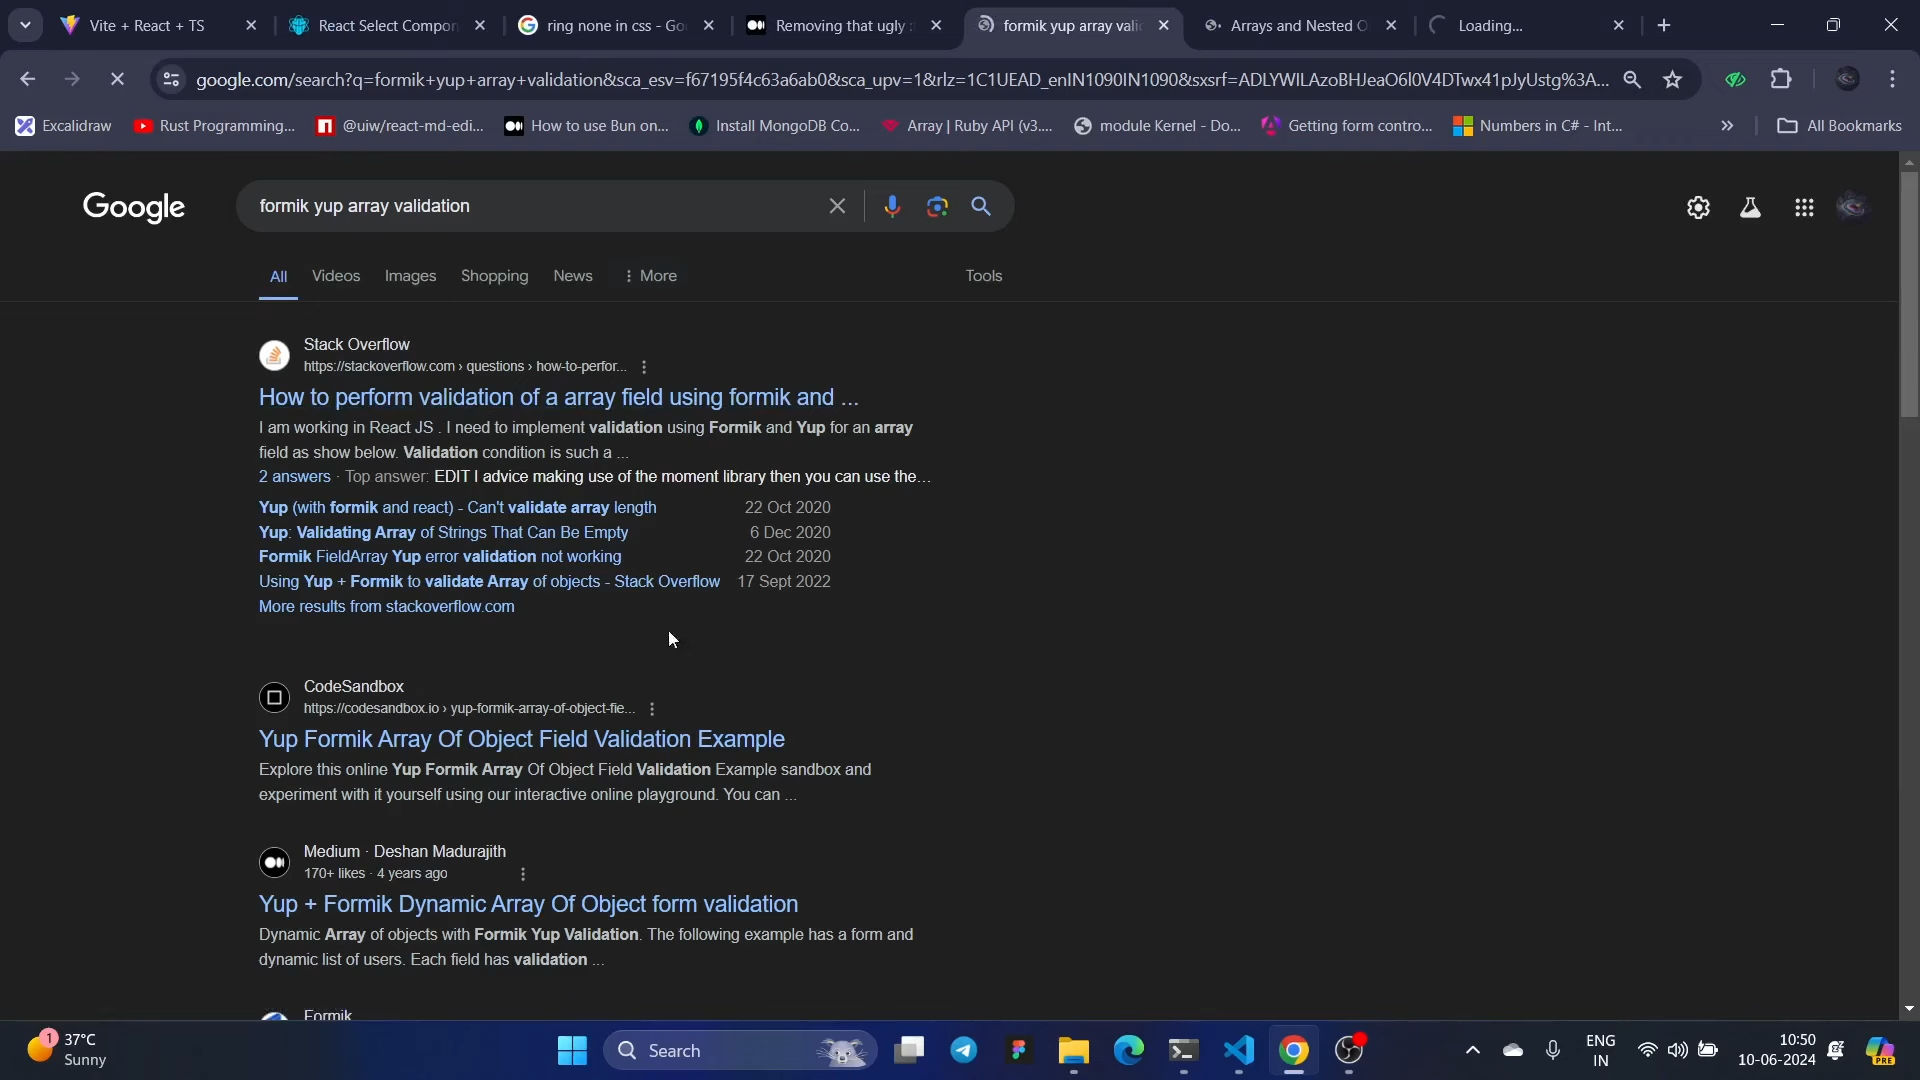 Vite + React + TS
React Select Compon
ring none in css - Go
Removing that ugly
formik yup array vali
Arrays and Nested O
Loading...
google.com/search?q=formik+yup+array+validation&sca_esv=f67195f4c63a6ab0&sca_upv=1&rlz=1C1UEAD_enIN1090IN1090&sxsrf=ADLYWILAzoBHJeaO6l0V4DTwx41pJyUstg%3A...
Excalidraw
Rust Programming...
@uiw/react-md-edi...
How to use Bun on...
Install MongoDB Co...
Array | Ruby API (v3....
module Kernel - Do...
Getting form contro...
Numbers in C# - Int...
All Bookmarks
Google
formik yup array validation
All
Videos
Images
Shopping
News
More
Tools
Stack Overflow
https://stackoverflow.com › questions › how-to-perfor...
How to perform validation of a array field using formik and ...
I am working in React JS . I need to implement validation using Formik and Yup for an array
field as show below. Validation condition is such a ...
2 answers · Top answer: EDIT I advice making use of the moment library then you can use the...
Yup (with formik and react) - Can't validate array length 22 Oct 2020
Yup: Validating Array of Strings That Can Be Empty 6 Dec 2020
Formik FieldArray Yup error validation not working 22 Oct 2020
Using Yup + Formik to validate Array of objects - Stack Overflow 17 Sept 2022
More results from stackoverflow.com
CodeSandbox
https://codesandbox.io › yup-formik-array-of-object-fie...
Yup Formik Array Of Object Field Validation Example
Explore this online Yup Formik Array Of Object Field Validation Example sandbox and
experiment with it yourself using our interactive online playground. You can ...
Medium · Deshan Madurajith
170+ likes · 4 years ago
Yup + Formik Dynamic Array Of Object form validation
Dynamic Array of objects with Formik Yup Validation. The following example has a form and
dynamic list of users. Each field has validation ...
Formik
1
37°C
Sunny
Search
PRE
ENG
IN
10:50
10-06-2024